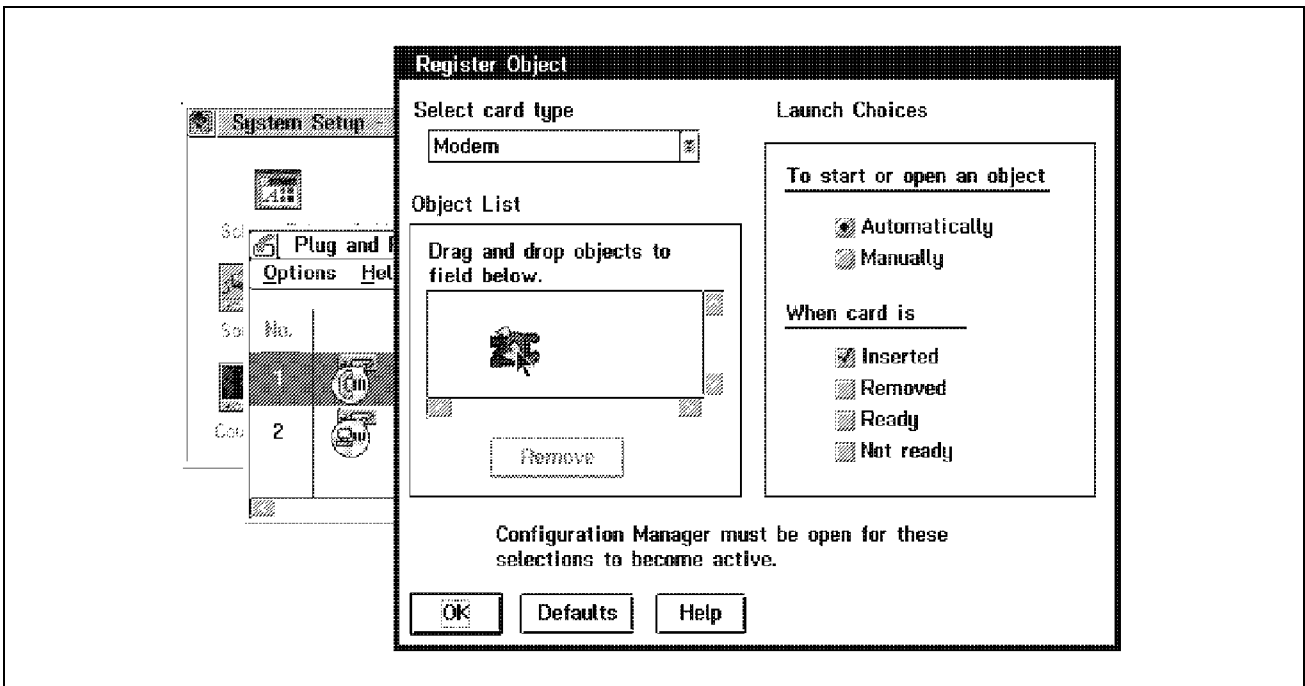 Register Object
Select card type
Modem
Object List
Drag and drop objects to
field below.
Remove
Launch Choices
To start or open an object
Automatically
Manually
When card is
Inserted
Removed
Ready
Not ready
Configuration Manager must be open for these
selections to become active.
OK
Defaults
Help
System Setup -
Plug and P
Options Hel
No.
1
2